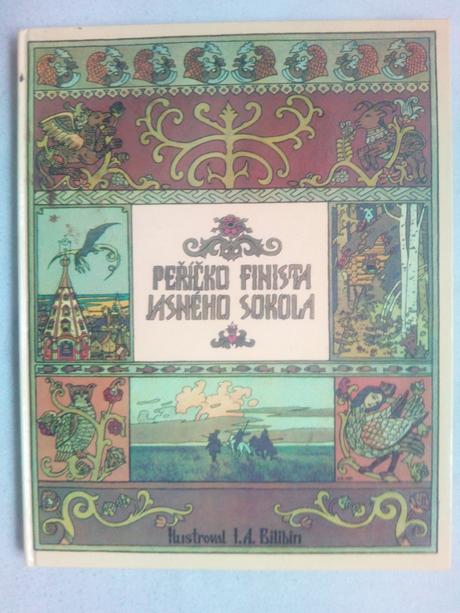 PEŘÍČKO FINISTA
JASNÉHO SOKOLA
Ilustroval I.A. Bilibin